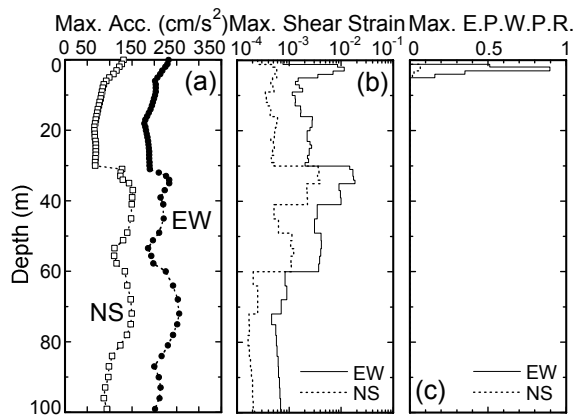 Max. Acc. (cm/s²)
50 150 250 350
Max. Shear Strain
10⁻⁴ 10⁻³ 10⁻² 10⁻¹
Max. E.P.W.P.R.
0 0.5 1
(a)
(b)
Depth (m)
0
20
40
60
80
100
EW
NS
EW
NS
(c)
EW
NS